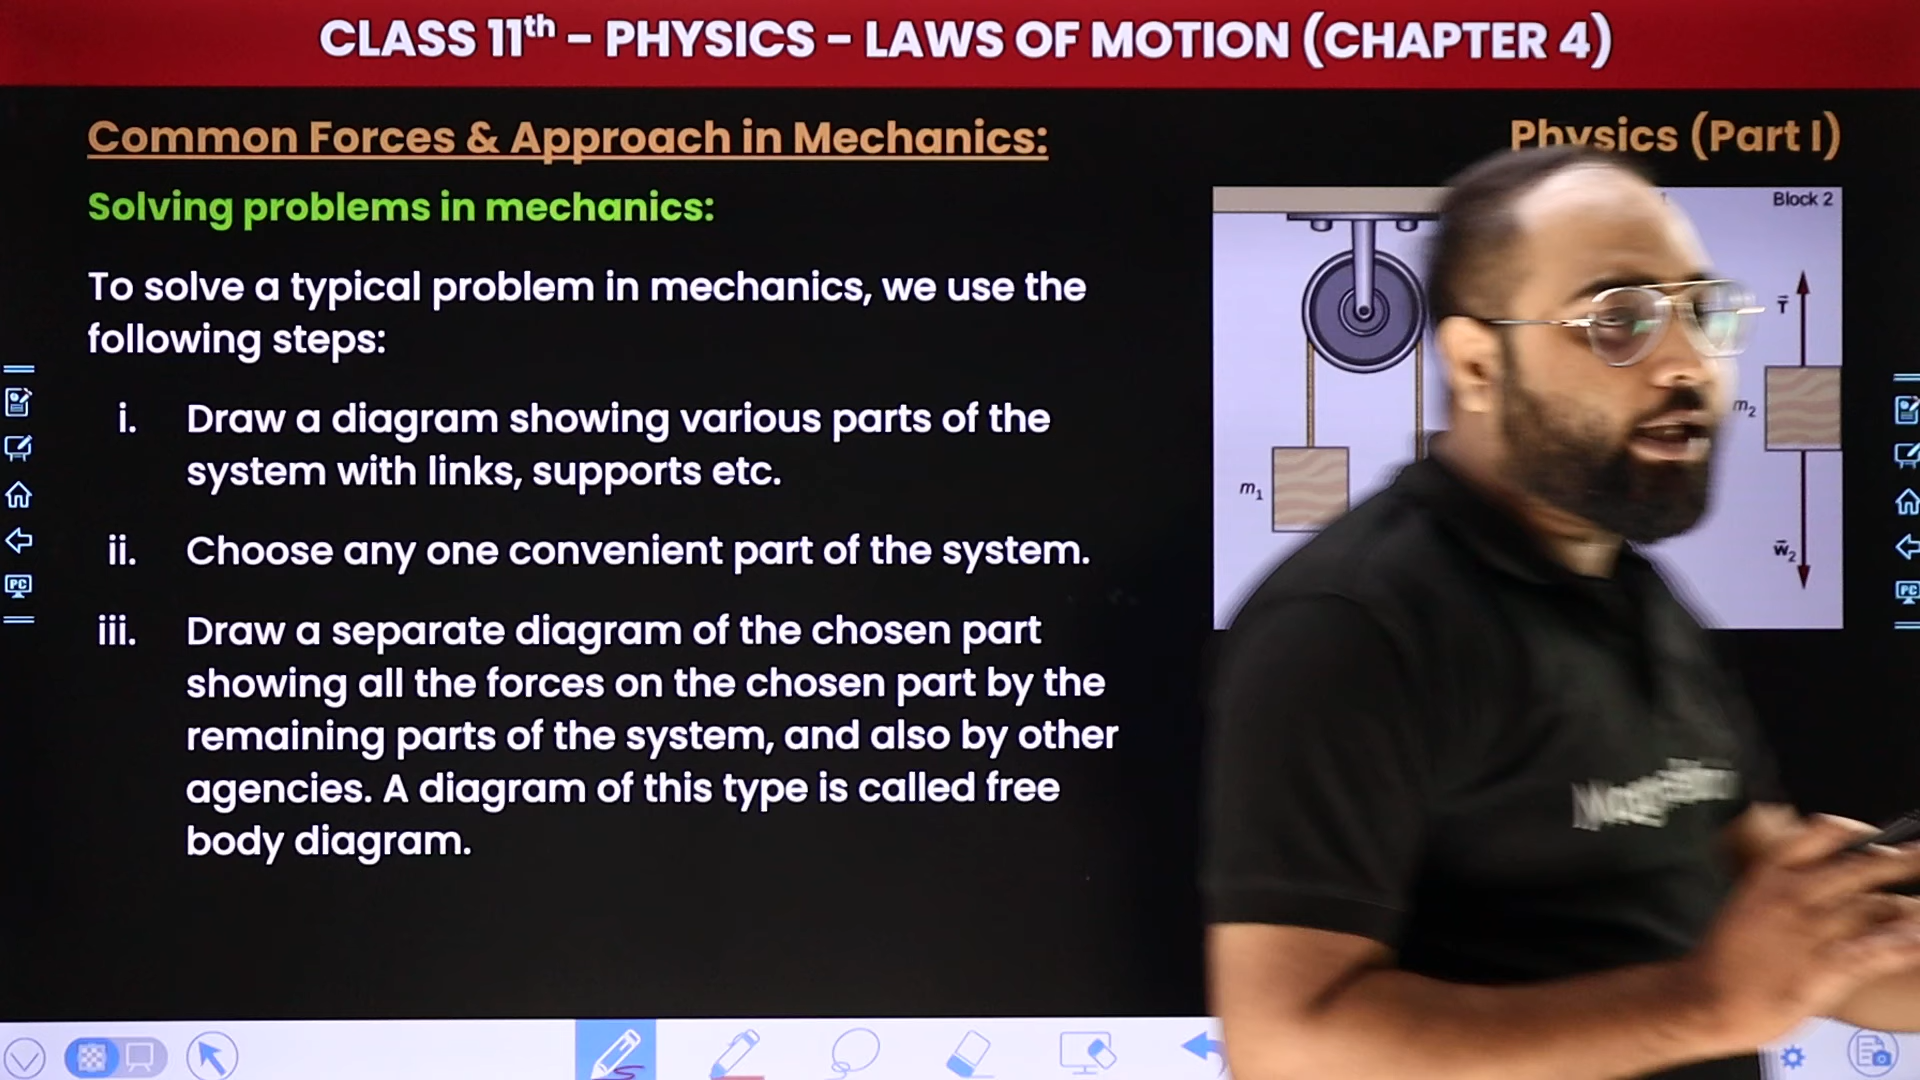 CLASS 11th – PHYSICS – LAWS OF MOTION (CHAPTER 4)
Common Forces & Approach in Mechanics:
Physics (Part I)
Solving problems in mechanics:
To solve a typical problem in mechanics, we use the
following steps:
i. Draw a diagram showing various parts of the
system with links, supports etc.
ii. Choose any one convenient part of the system.
iii. Draw a separate diagram of the chosen part
showing all the forces on the chosen part by the
remaining parts of the system, and also by other
agencies. A diagram of this type is called free
body diagram.
Block 2
T
m₂
m₁
w₂
PC
PC